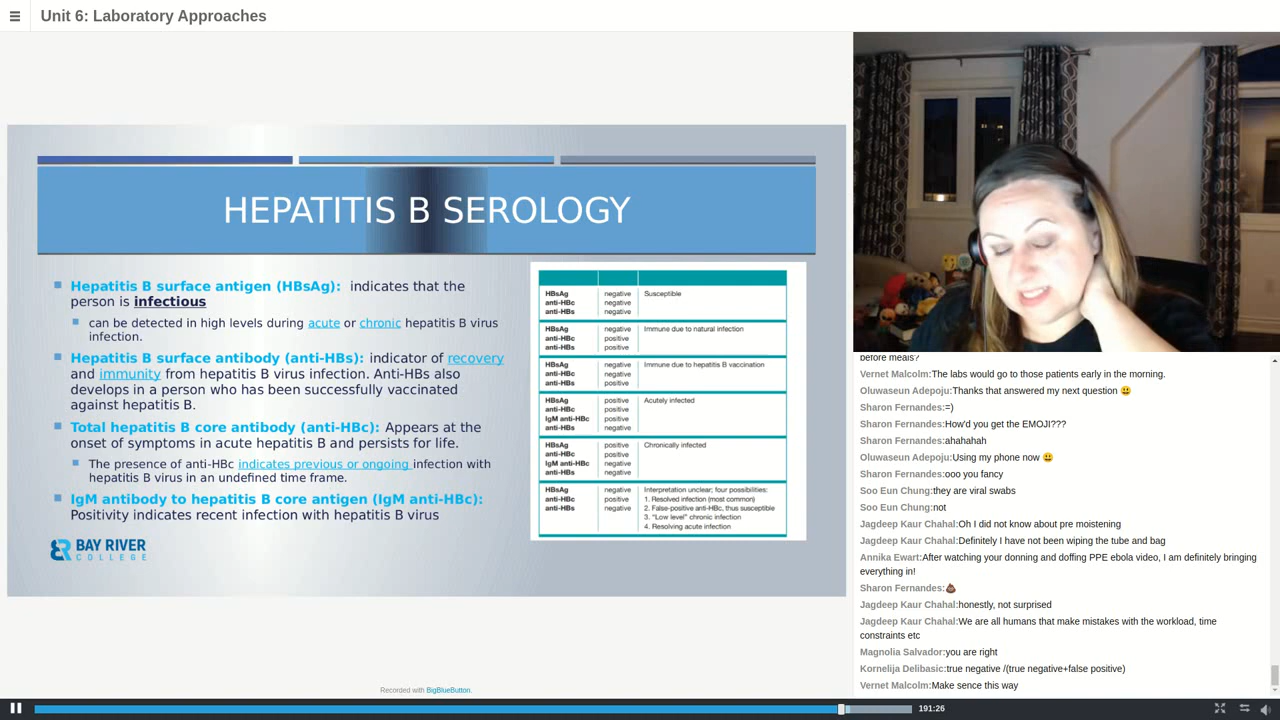 Unit 6: Laboratory Approaches
HEPATITIS B SEROLOGY
Hepatitis B surface antigen (HBsAg): indicates that the
person is infectious
can be detected in high levels during acute or chronic hepatitis B virus
infection.
Hepatitis B surface antibody (anti-HBs): indicator of recovery
and immunity from hepatitis B virus infection. Anti-HBs also
develops in a person who has been successfully vaccinated
against hepatitis B.
Total hepatitis B core antibody (anti-HBc): Appears at the
onset of symptoms in acute hepatitis B and persists for life.
The presence of anti-HBc indicates previous or ongoing infection with
hepatitis B virus in an undefined time frame.
IgM antibody to hepatitis B core antigen (IgM anti-HBc):
Positivity indicates recent infection with hepatitis B virus
BAY RIVER
COLLEGE
HBsAg negative Susceptible
anti-HBc negative
anti-HBs negative
HBsAg negative Immune due to natural infection
anti-HBc positive
anti-HBs positive
HBsAg negative Immune due to hepatitis B vaccination
anti-HBc negative
anti-HBs positive
HBsAg positive Acutely infected
anti-HBc positive
IgM anti-HBc positive
anti-HBs negative
HBsAg positive Chronically infected
anti-HBc positive
IgM anti-HBc negative
anti-HBs negative
HBsAg negative Interpretation unclear; four possibilities:
anti-HBc positive 1. Resolved infection (most common)
anti-HBs negative 2. False-positive anti-HBc, thus susceptible
3. "Low level" chronic infection
4. Resolving acute infection
before meals?
Vernet Malcolm:The labs would go to those patients early in the morning.
Oluwaseun Adepoju:Thanks that answered my next question 😃
Sharon Fernandes:=)
Sharon Fernandes:How'd you get the EMOJI???
Sharon Fernandes:ahahahah
Oluwaseun Adepoju:Using my phone now 😃
Sharon Fernandes:ooo you fancy
Soo Eun Chung:they are viral swabs
Soo Eun Chung:not
Jagdeep Kaur Chahal:Oh I did not know about pre moistening
Jagdeep Kaur Chahal:Definitely I have not been wiping the tube and bag
Annika Ewart:After watching your donning and doffing PPE ebola video, I am definitely bringing
everything in!
Sharon Fernandes:💩
Jagdeep Kaur Chahal:honestly, not surprised
Jagdeep Kaur Chahal:We are all humans that make mistakes with the workload, time
constraints etc
Magnolia Salvador:you are right
Kornelija Delibasic:true negative /(true negative+false positive)
Vernet Malcolm:Make sence this way
Recorded with BigBlueButton.
191:26